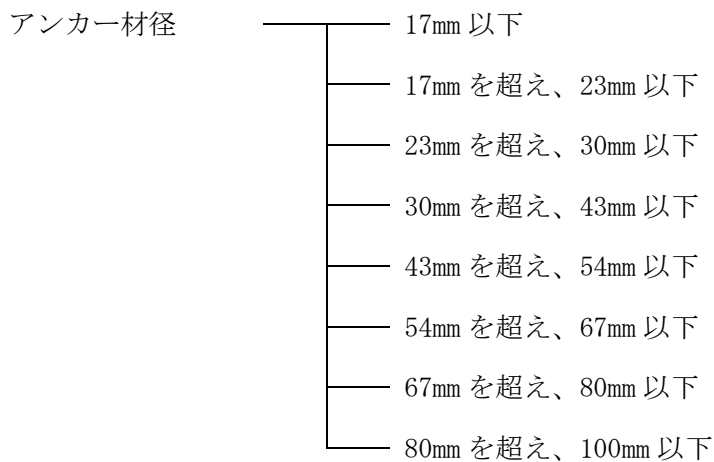 アンカー材径 17mm 以下
17mm を超え、23mm 以下
23mm を超え、30mm 以下
30mm を超え、43mm 以下
43mm を超え、54mm 以下
54mm を超え、67mm 以下
67mm を超え、80mm 以下
80mm を超え、100mm 以下